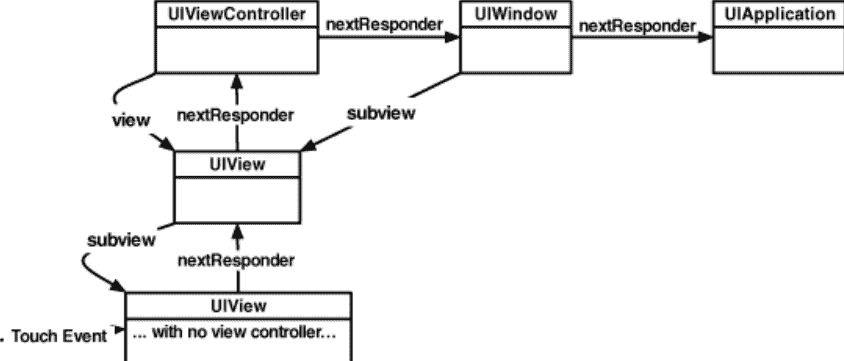 UIViewController
nextResponder
UIWindow
nextResponder
UIApplication
view
nextResponder
subview
UIView
subview
nextResponder
UIView
. Touch Event
... with no view controller...